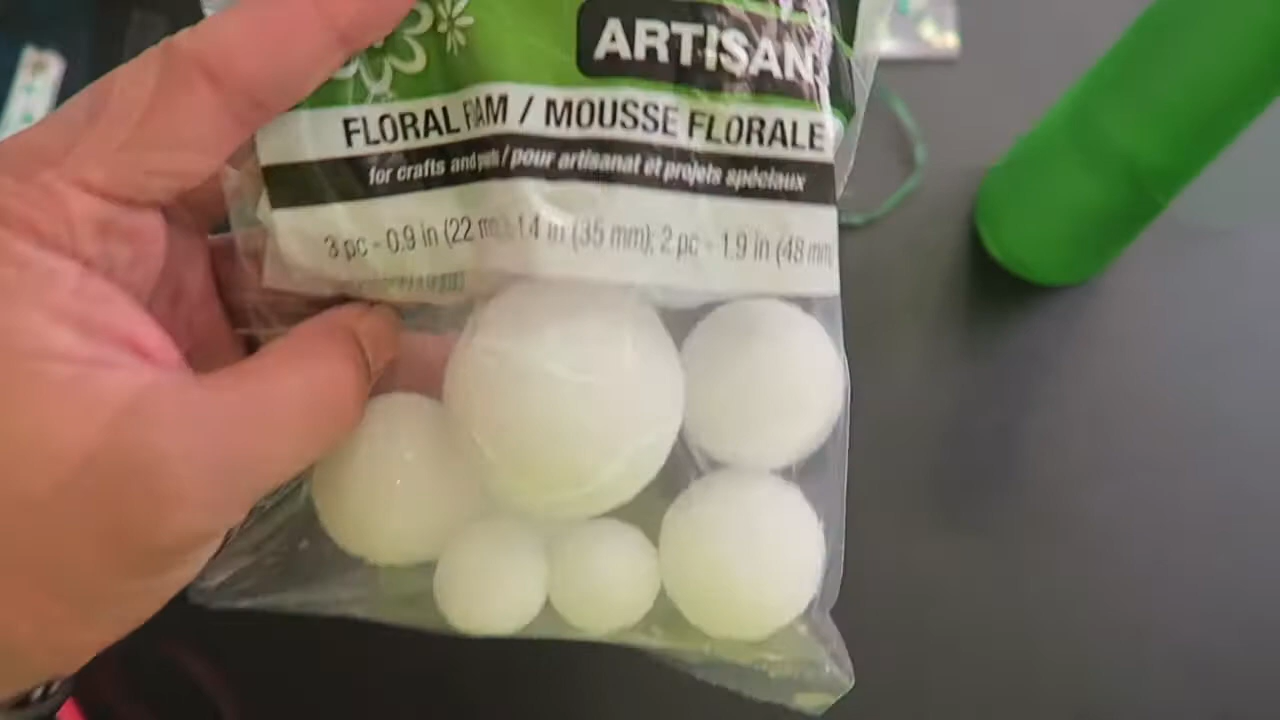 ARTISAN
FLORAL FOAM / MOUSSE FLORALE
for crafts and / pour artisanat et projets spéciaux
3 pc - 0.9 in (22 mm 1.4 in (35 mm); 2 pc - 1.9 in (48 mm